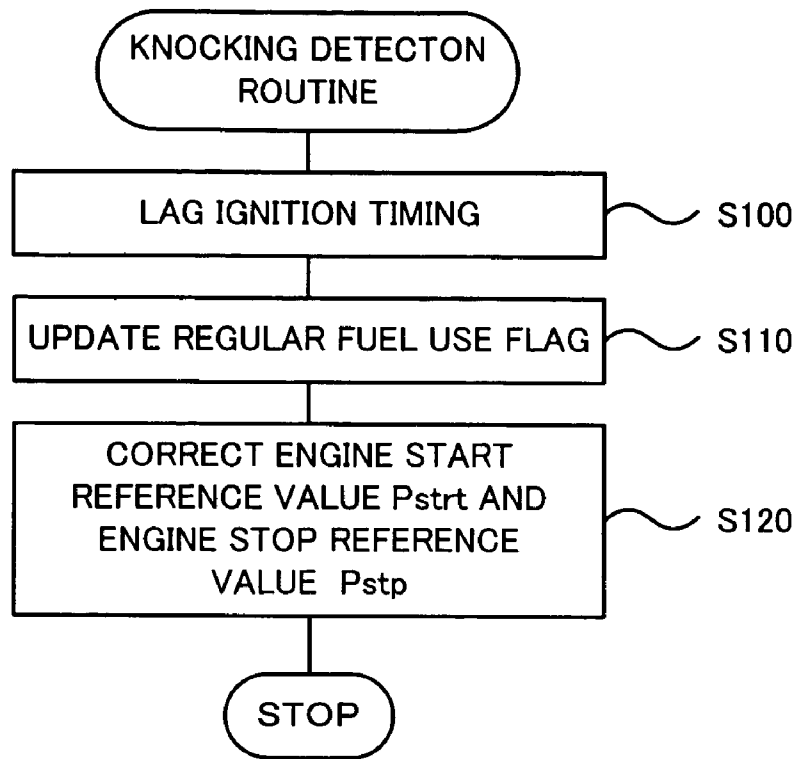 KNOCKING DETECTON
ROUTINE
LAG IGNITION TIMING
S100
UPDATE REGULAR FUEL USE FLAG
S110
CORRECT ENGINE START
REFERENCE VALUE Pstrt AND
ENGINE STOP REFERENCE
VALUE Pstp
S120
STOP